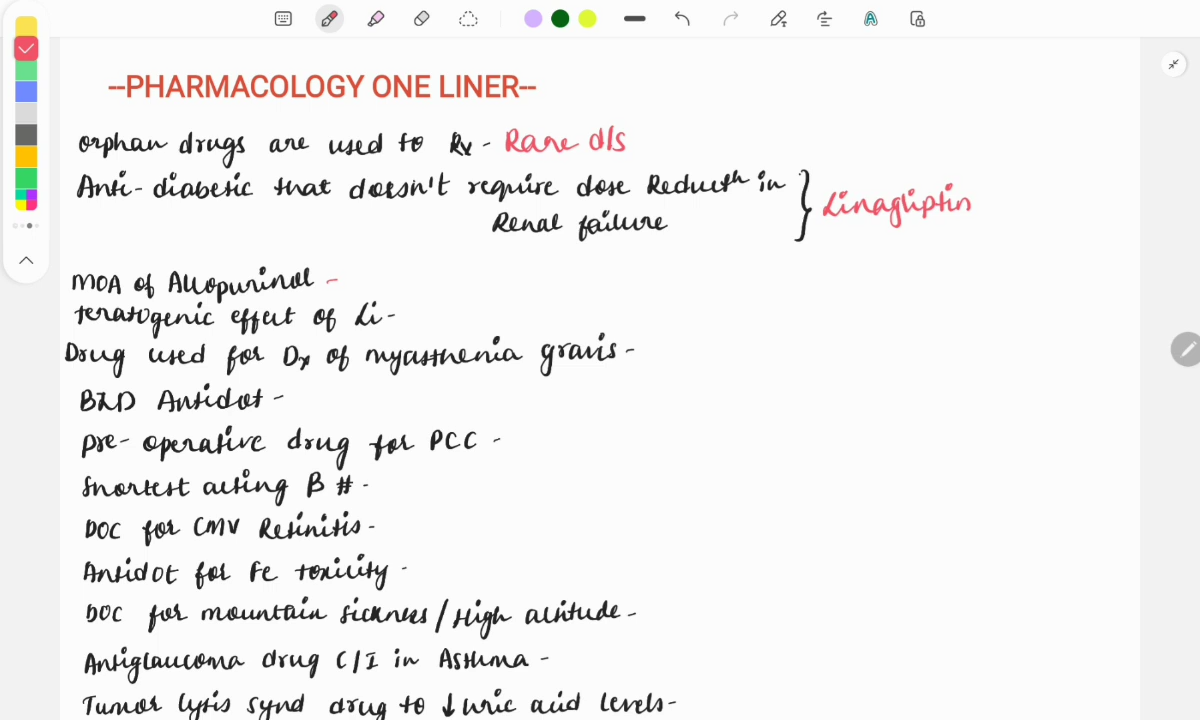 --PHARMACOLOGY ONE LINER--
orphan drugs are used to Rx - Rare d/s
Anti-diabetic that doesn't require dose Reductn in } Linagliptin
Renal failure
MOA of Allopurinol -
teratogenic effect of Li -
Drug used for Dx of myasthenia gravis -
BZD Antidot -
pre-operative drug for PCC -
Shortest acting B # -
DOC for CMV Retinitis -
Antidot for Fe toxicity -
DOC for mountain sickness / High altitude -
Antiglaucoma drug C/I in Asthma -
Tumor lysis synd drug to ↓ uric acid levels -